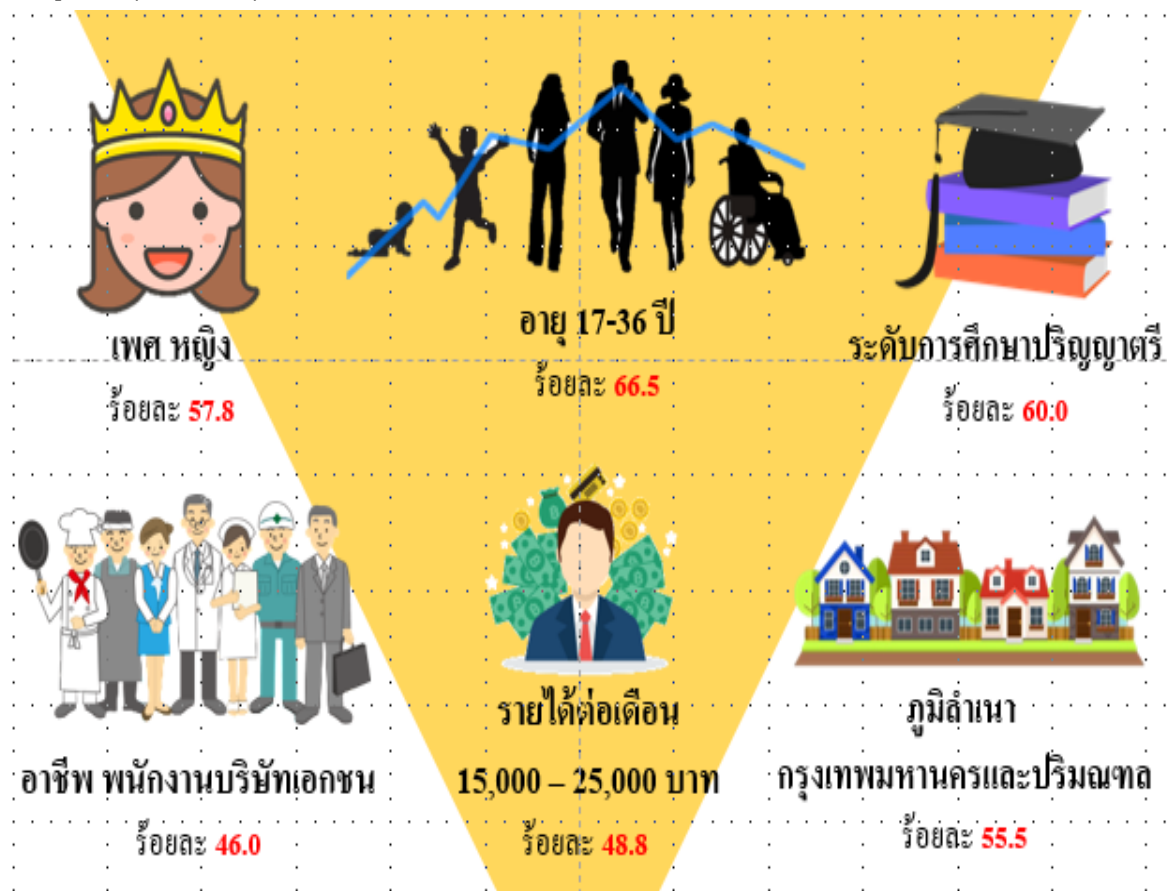 เพศ หญิง
ร้อยละ 57.8
อายุ 17-36 ปี
ร้อยละ 66.5
ระดับการศึกษาปริญญาตรี
ร้อยละ 60.0
อาชีพ พนักงานบริษัทเอกชน
ร้อยละ 46.0
รายได้ต่อเดือน
15,000 – 25,000 บาท
ร้อยละ 48.8
ภูมิลำเนา
กรุงเทพมหานครและปริมณฑล
ร้อยละ 55.5